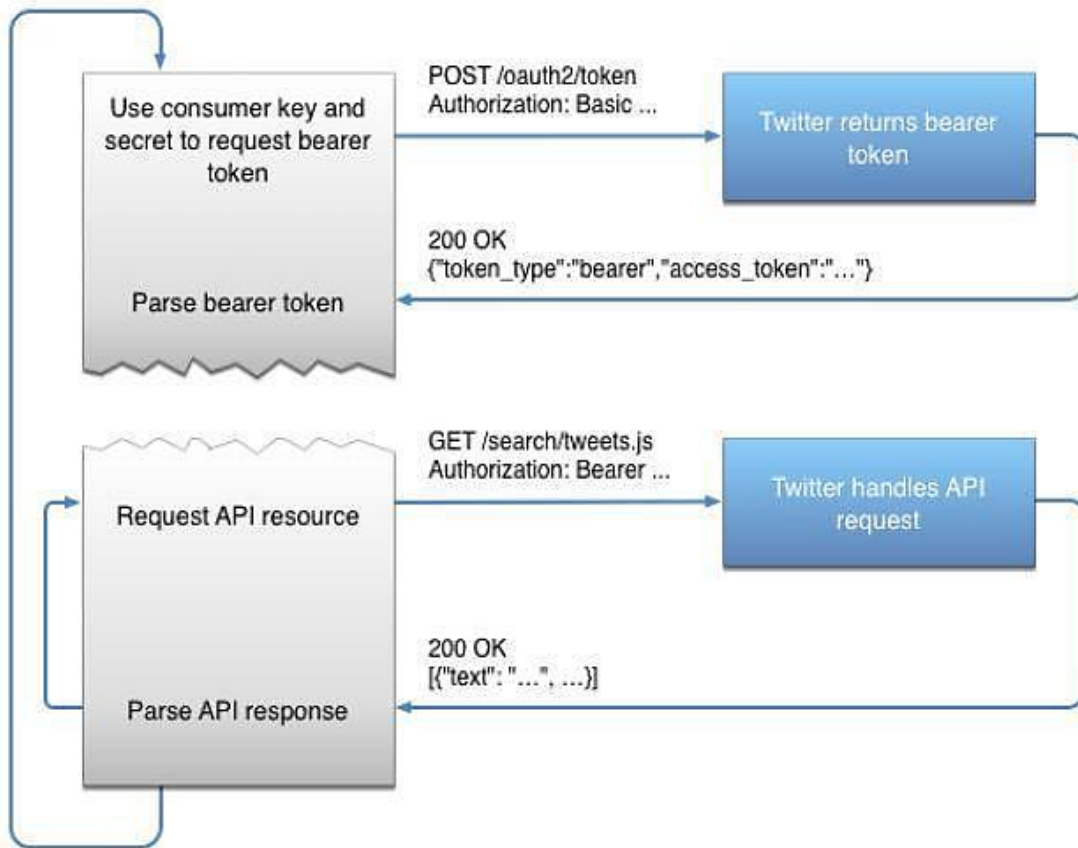 Use consumer key and
secret to request bearer
token
POST /oauth2/token
Authorization: Basic ...
Twitter returns bearer
token
200 OK
{"token_type":"bearer","access_token":"..."}
Parse bearer token
GET /search/tweets.js
Authorization: Bearer ...
Request API resource
Twitter handles API
request
200 OK
[{"text": "...", ...}]
Parse API response